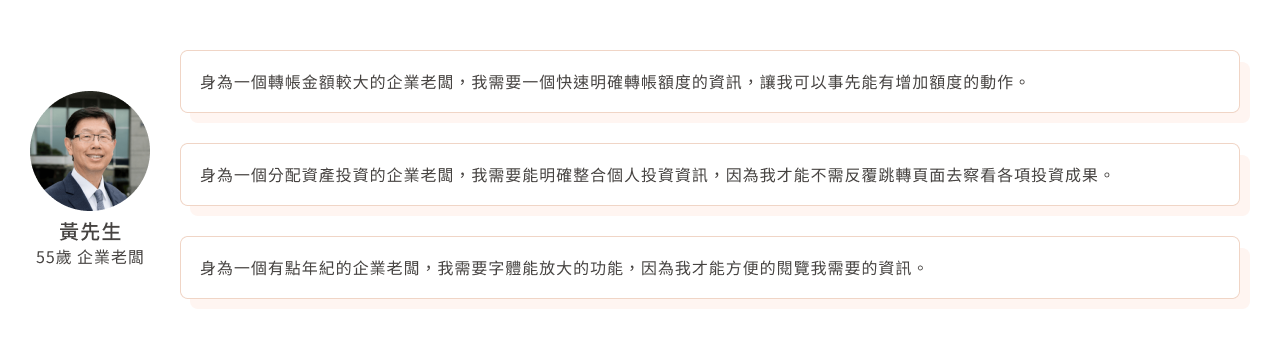 身為一個轉帳金額較大的企業老闆，我需要一個快速明確轉帳額度的資訊，讓我可以事先能有增加額度的動作。
身為一個分配資產投資的企業老闆，我需要能明確整合個人投資資訊，因為我才能不需反覆跳轉頁面去察看各項投資成果。
黃先生
55歲 企業老闆
身為一個有點年紀的企業老闆，我需要字體能放大的功能，因為我才能方便的閱覽我需要的資訊。